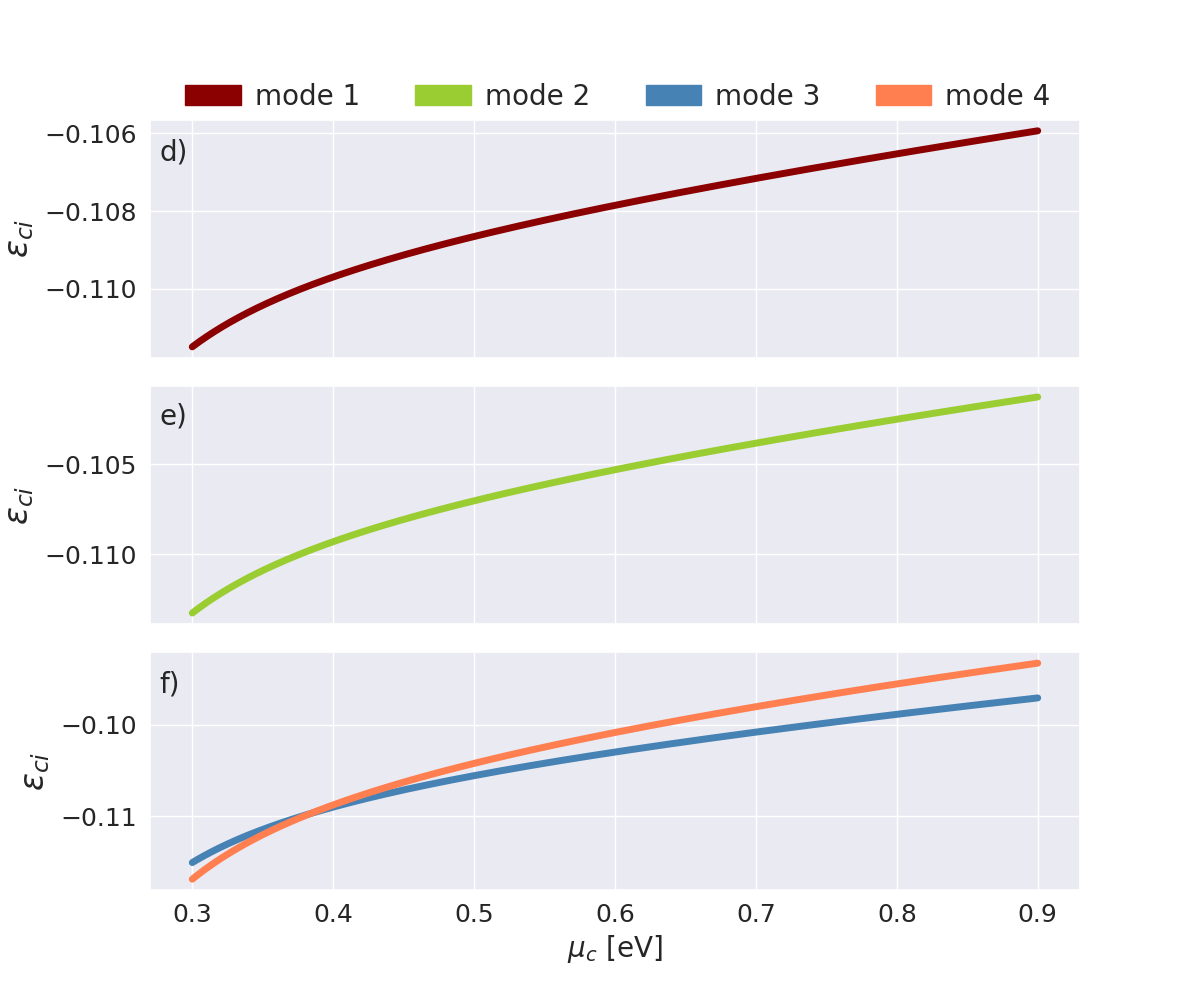 mode 1 mode 2 mode 3 mode 4
d)
−0.106
−0.108
−0.110
ε_ci
e)
−0.105
−0.110
ε_ci
f)
−0.10
−0.11
ε_ci
0.3 0.4 0.5 0.6 0.7 0.8 0.9
μ_c [eV]